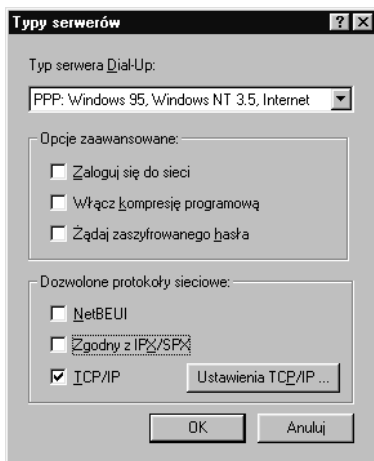 Typy serwerów
Typ serwera Dial-Up:
PPP: Windows 95, Windows NT 3.5, Internet
Opcje zaawansowane:
Zaloguj się do sieci
Włącz kompresję programową
Żądaj zaszyfrowanego hasła
Dozwolone protokoły sieciowe:
NetBEUI
Zgodny z IPX/SPX
TCP/IP
Ustawienia TCP/IP ...
OK
Anuluj